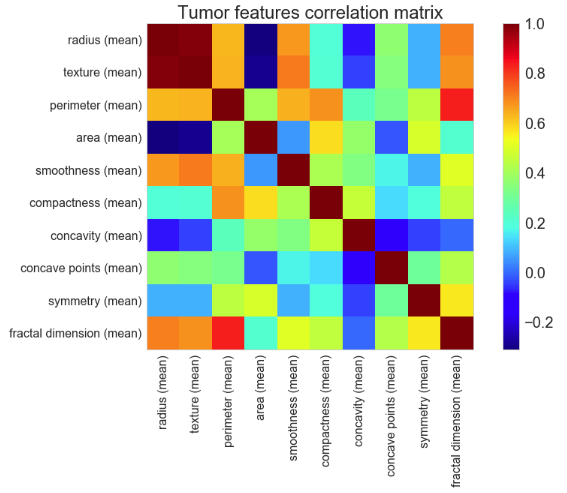 Tumor features correlation matrix
radius (mean)
texture (mean)
perimeter (mean)
area (mean)
smoothness (mean)
compactness (mean)
concavity (mean)
concave points (mean)
symmetry (mean)
fractal dimension (mean)
radius (mean)
texture (mean)
perimeter (mean)
area (mean)
smoothness (mean)
compactness (mean)
concavity (mean)
concave points (mean)
symmetry (mean)
fractal dimension (mean)
1.0
0.8
0.6
0.4
0.2
0.0
−0.2